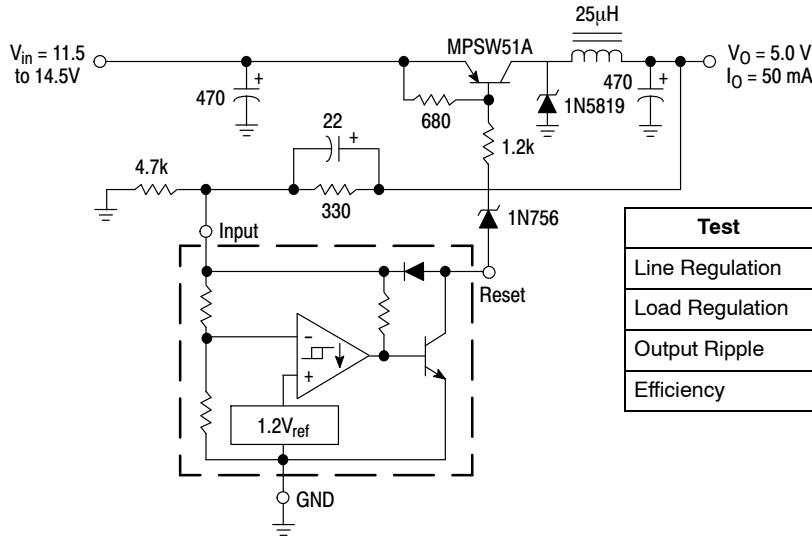 25μH
V_in = 11.5
to 14.5V
MPSW51A
V_O = 5.0 V
I_O = 50 mA
470
+
680
1N5819
470
+
22
+
1.2k
4.7k
330
1N756
Input
Reset
−
+
1.2V_ref
GND
Test
Line Regulation
Load Regulation
Output Ripple
Efficiency